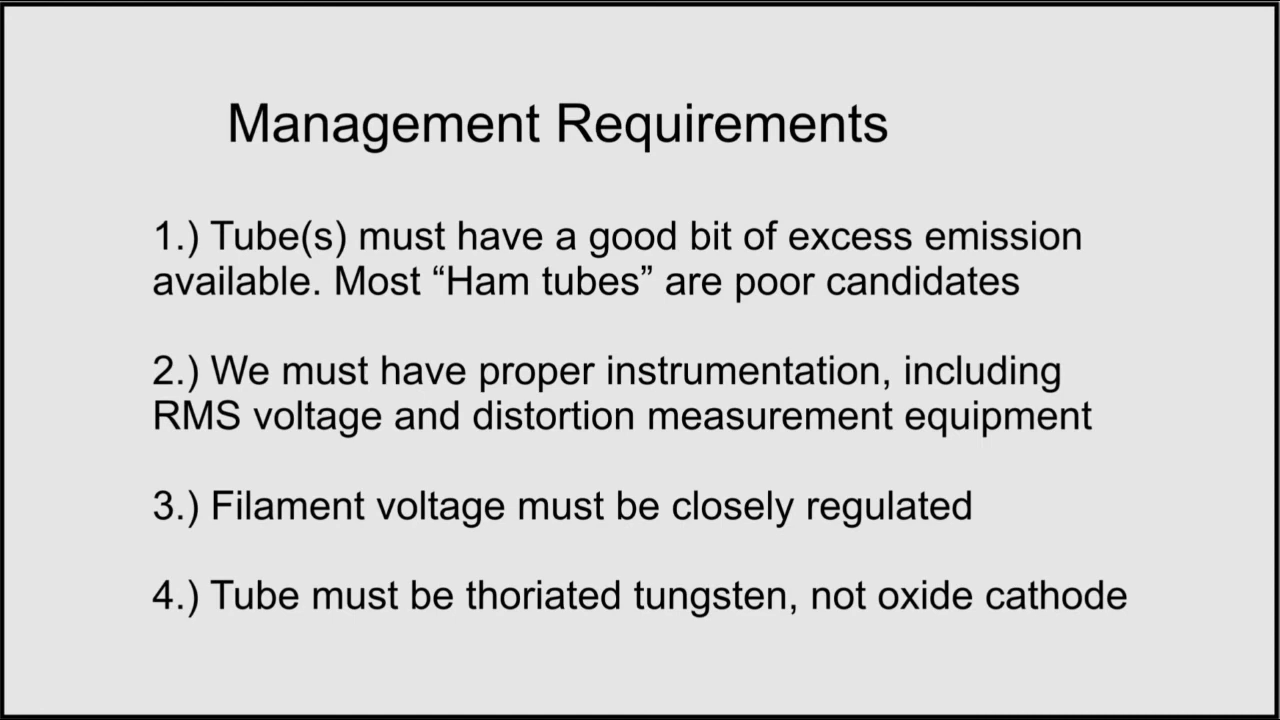 Management Requirements
1.) Tube(s) must have a good bit of excess emission
available. Most “Ham tubes” are poor candidates
2.) We must have proper instrumentation, including
RMS voltage and distortion measurement equipment
3.) Filament voltage must be closely regulated
4.) Tube must be thoriated tungsten, not oxide cathode